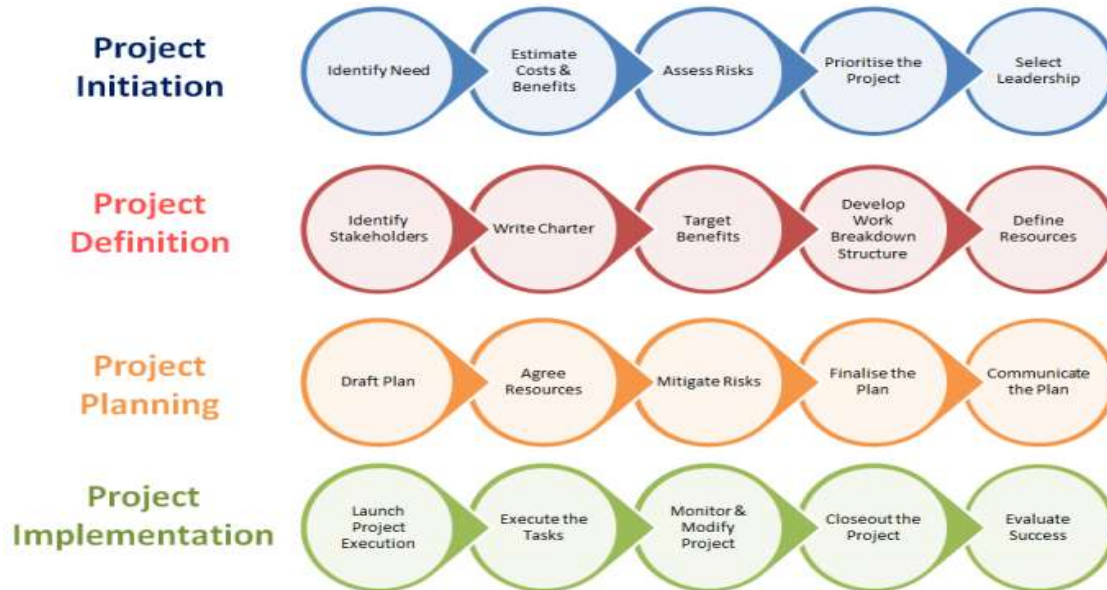 Project
Initiation
Identify Need
Estimate
Costs &
Benefits
Assess Risks
Prioritise the
Project
Select
Leadership
Project
Definition
Identify
Stakeholders
Write Charter
Target
Benefits
Develop
Work
Breakdown
Structure
Define
Resources
Project
Planning
Draft Plan
Agree
Resources
Mitigate Risks
Finalise the
Plan
Communicate
the Plan
Project
Implementation
Launch
Project
Execution
Execute the
Tasks
Monitor &
Modify
Project
Closeout the
Project
Evaluate
Success